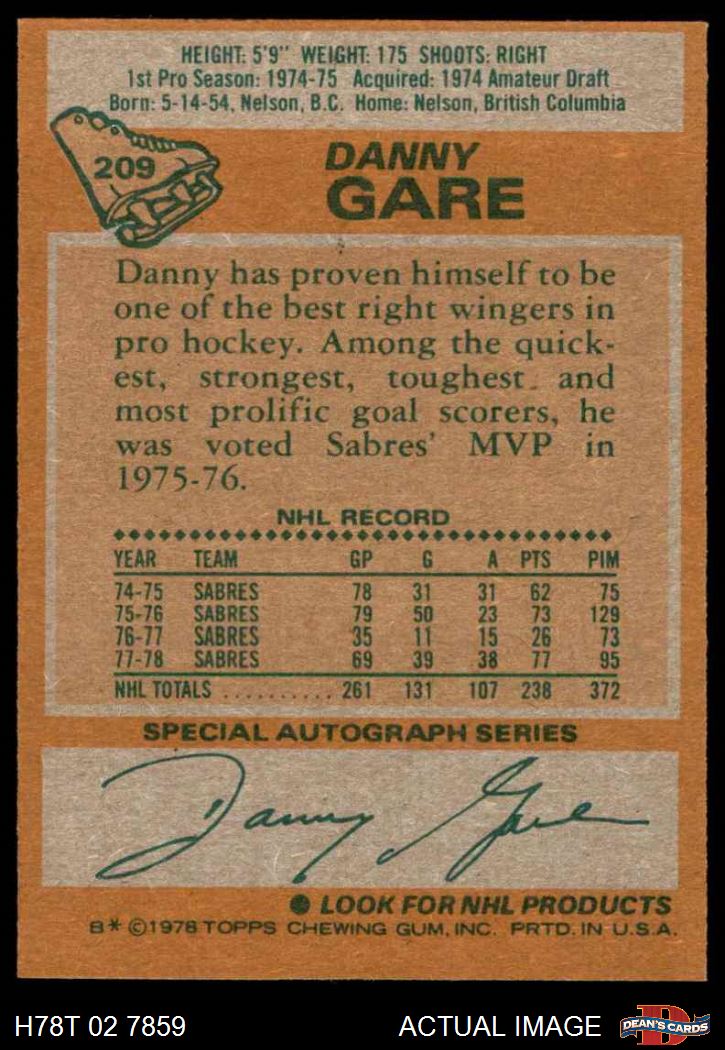 HEIGHT: 5'9" WEIGHT: 175 SHOOTS: RIGHT
1st Pro Season: 1974-75 Acquired: 1974 Amateur Draft
Born: 5-14-54, Nelson, B.C. Home: Nelson, British Columbia
209
DANNY
GARE
Danny has proven himself to be
one of the best right wingers in
pro hockey. Among the quick-
est, strongest, toughest and
most prolific goal scorers, he
was voted Sabres' MVP in
1975-76.
NHL RECORD
YEAR TEAM GP G A PTS PIM
74-75 SABRES 78 31 31 62 75
75-76 SABRES 79 50 23 73 129
76-77 SABRES 35 11 15 26 73
77-78 SABRES 69 39 38 77 95
NHL TOTALS .......... 261 131 107 238 372
SPECIAL AUTOGRAPH SERIES
Danny Gare
● LOOK FOR NHL PRODUCTS
B* ©1978 TOPPS CHEWING GUM, INC. PRTD. IN U.S.A.
H78T 02 7859 ACTUAL IMAGE D DEAN'S CARDS